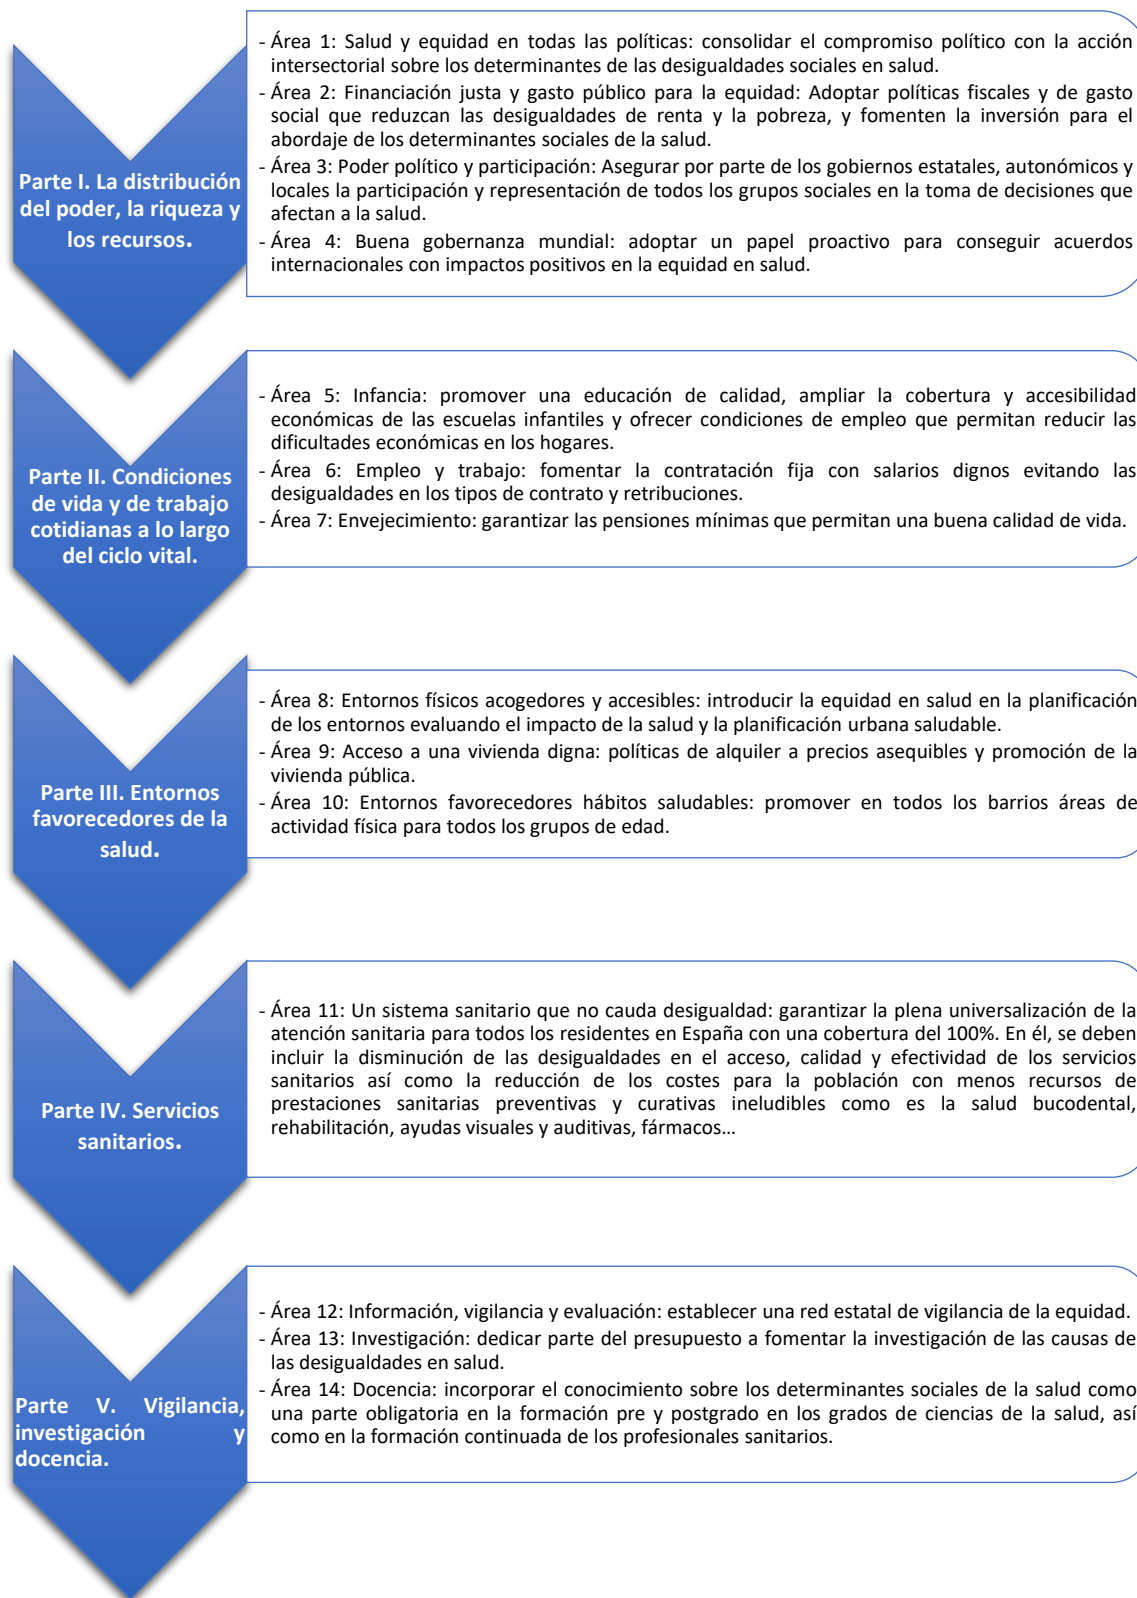 Parte I. La distribución
del poder, la riqueza y
los recursos.
- Área 1: Salud y equidad en todas las políticas: consolidar el compromiso político con la acción
intersectorial sobre los determinantes de las desigualdades sociales en salud.
- Área 2: Financiación justa y gasto público para la equidad: Adoptar políticas fiscales y de gasto
social que reduzcan las desigualdades de renta y la pobreza, y fomenten la inversión para el
abordaje de los determinantes sociales de la salud.
- Área 3: Poder político y participación: Asegurar por parte de los gobiernos estatales, autonómicos y
locales la participación y representación de todos los grupos sociales en la toma de decisiones que
afectan a la salud.
- Área 4: Buena gobernanza mundial: adoptar un papel proactivo para conseguir acuerdos
internacionales con impactos positivos en la equidad en salud.
Parte II. Condiciones
de vida y de trabajo
cotidianas a lo largo
del ciclo vital.
- Área 5: Infancia: promover una educación de calidad, ampliar la cobertura y accesibilidad
económicas de las escuelas infantiles y ofrecer condiciones de empleo que permitan reducir las
dificultades económicas en los hogares.
- Área 6: Empleo y trabajo: fomentar la contratación fija con salarios dignos evitando las
desigualdades en los tipos de contrato y retribuciones.
- Área 7: Envejecimiento: garantizar las pensiones mínimas que permitan una buena calidad de vida.
Parte III. Entornos
favorecedores de la
salud.
- Área 8: Entornos físicos acogedores y accesibles: introducir la equidad en salud en la planificación
de los entornos evaluando el impacto de la salud y la planificación urbana saludable.
- Área 9: Acceso a una vivienda digna: políticas de alquiler a precios asequibles y promoción de la
vivienda pública.
- Área 10: Entornos favorecedores hábitos saludables: promover en todos los barrios áreas de
actividad física para todos los grupos de edad.
Parte IV. Servicios
sanitarios.
- Área 11: Un sistema sanitario que no cauda desigualdad: garantizar la plena universalización de la
atención sanitaria para todos los residentes en España con una cobertura del 100%. En él, se deben
incluir la disminución de las desigualdades en el acceso, calidad y efectividad de los servicios
sanitarios así como la reducción de los costes para la población con menos recursos de
prestaciones sanitarias preventivas y curativas ineludibles como es la salud bucodental,
rehabilitación, ayudas visuales y auditivas, fármacos...
Parte V. Vigilancia,
investigación y
docencia.
- Área 12: Información, vigilancia y evaluación: establecer una red estatal de vigilancia de la equidad.
- Área 13: Investigación: dedicar parte del presupuesto a fomentar la investigación de las causas de
las desigualdades en salud.
- Área 14: Docencia: incorporar el conocimiento sobre los determinantes sociales de la salud como
una parte obligatoria en la formación pre y postgrado en los grados de ciencias de la salud, así
como en la formación continuada de los profesionales sanitarios.